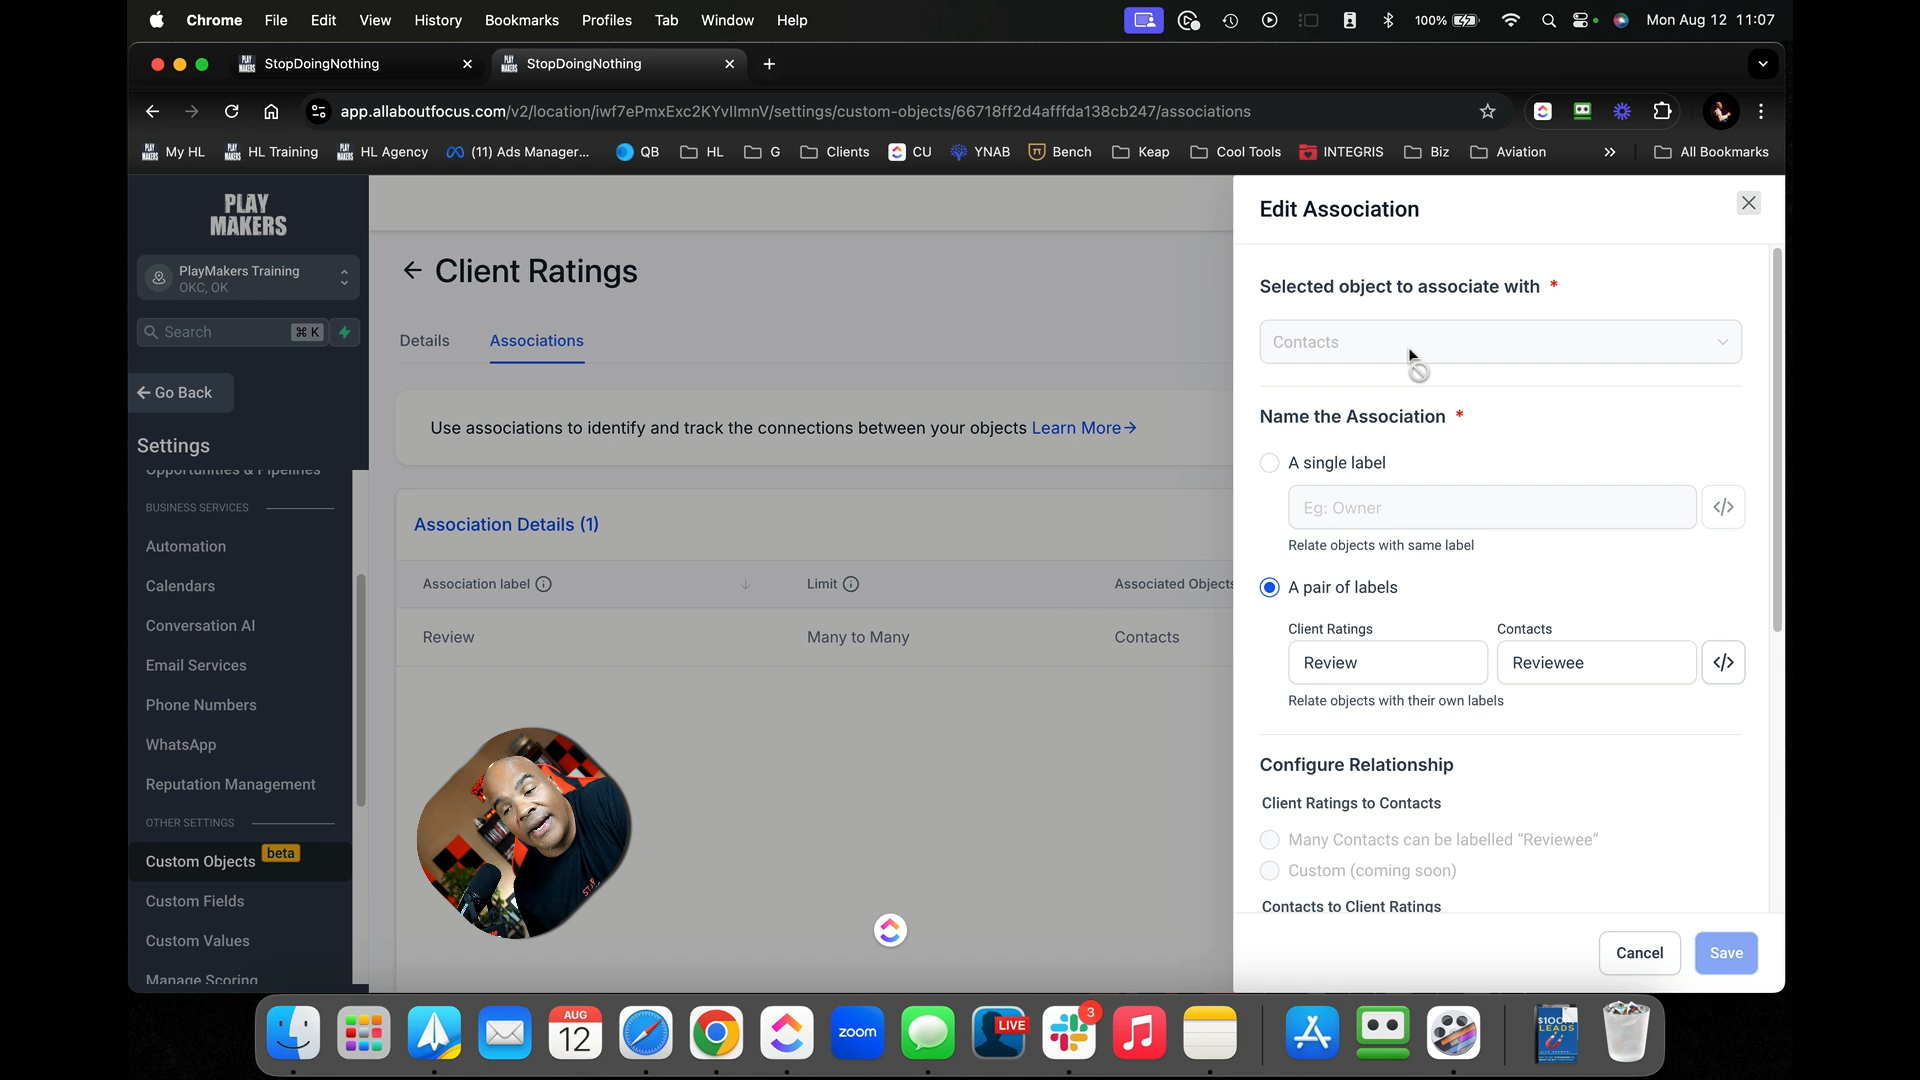 Chrome File Edit View History Bookmarks Profiles Tab Window Help
100% Mon Aug 12 11:07
StopDoingNothing
StopDoingNothing
app.allaboutfocus.com/v2/location/iwf7ePmxExc2KYvIlmnV/settings/custom-objects/66718ff2d4afffda138cb247/associations
My HL HL Training HL Agency (11) Ads Manager... QB HL G Clients CU YNAB Bench Keap Cool Tools INTEGRIS Biz Aviation » All Bookmarks
PLAY
MAKERS
PlayMakers Training
OKC, OK
Search ⌘ K
Go Back
Settings
Opportunities & Pipelines
BUSINESS SERVICES
Automation
Calendars
Conversation AI
Email Services
Phone Numbers
WhatsApp
Reputation Management
OTHER SETTINGS
Custom Objects beta
Custom Fields
Custom Values
Manage Scoring
Client Ratings
Details Associations
Use associations to identify and track the connections between your objects Learn More
Association Details (1)
Association label Limit Associated Objects
Review Many to Many Contacts
Edit Association
Selected object to associate with *
Contacts
Name the Association *
A single label
Eg: Owner </>
Relate objects with same label
A pair of labels
Client Ratings Contacts
Review Reviewee </>
Relate objects with their own labels
Configure Relationship
Client Ratings to Contacts
Many Contacts can be labelled "Reviewee"
Custom (coming soon)
Contacts to Client Ratings
Cancel Save
AUG
12
zoom
LIVE
3
$100
LEADS